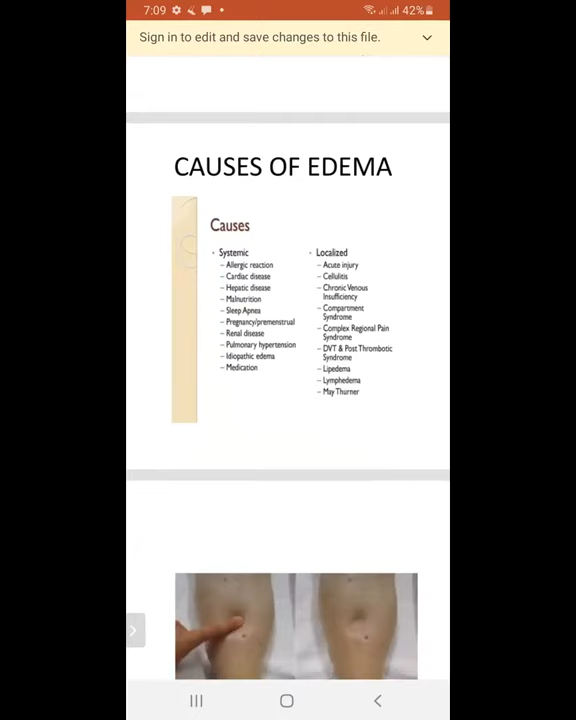 7:09 42%
Sign in to edit and save changes to this file.
CAUSES OF EDEMA
Causes
• Systemic
– Allergic reaction
– Cardiac disease
– Hepatic disease
– Malnutrition
– Sleep Apnea
– Pregnancy/premenstrual
– Renal disease
– Pulmonary hypertension
– Idiopathic edema
– Medication
• Localized
– Acute injury
– Cellulitis
– Chronic Venous
Insufficiency
– Compartment
Syndrome
– Complex Regional Pain
Syndrome
– DVT & Post Thrombotic
Syndrome
– Lipedema
– Lymphedema
– May Thurner